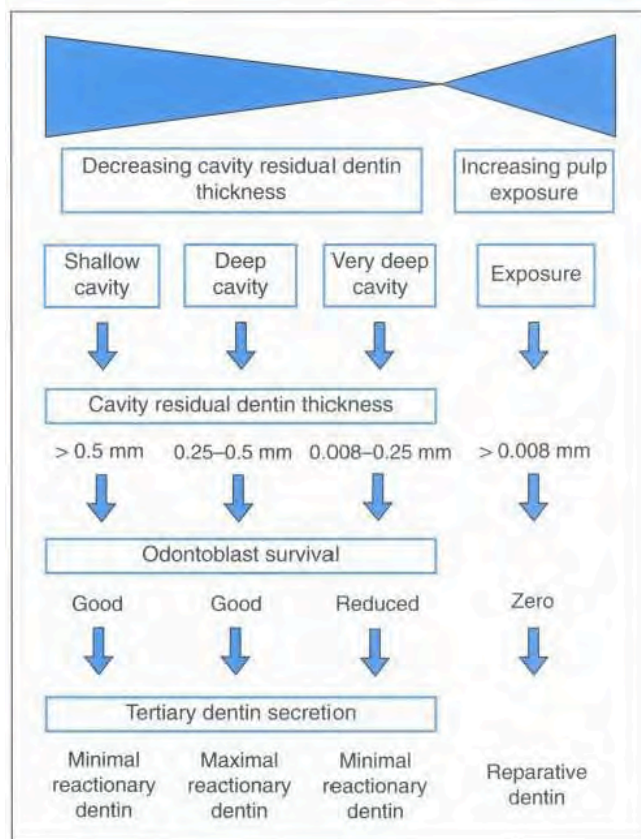 Decreasing cavity residual dentin
thickness
Increasing pulp
exposure
Shallow
cavity
Deep
cavity
Very deep
cavity
Exposure
Cavity residual dentin thickness
> 0.5 mm
0.25–0.5 mm
0.008–0.25 mm
> 0.008 mm
Odontoblast survival
Good
Good
Reduced
Zero
Tertiary dentin secretion
Minimal
reactionary
dentin
Maximal
reactionary
dentin
Minimal
reactionary
dentin
Reparative
dentin